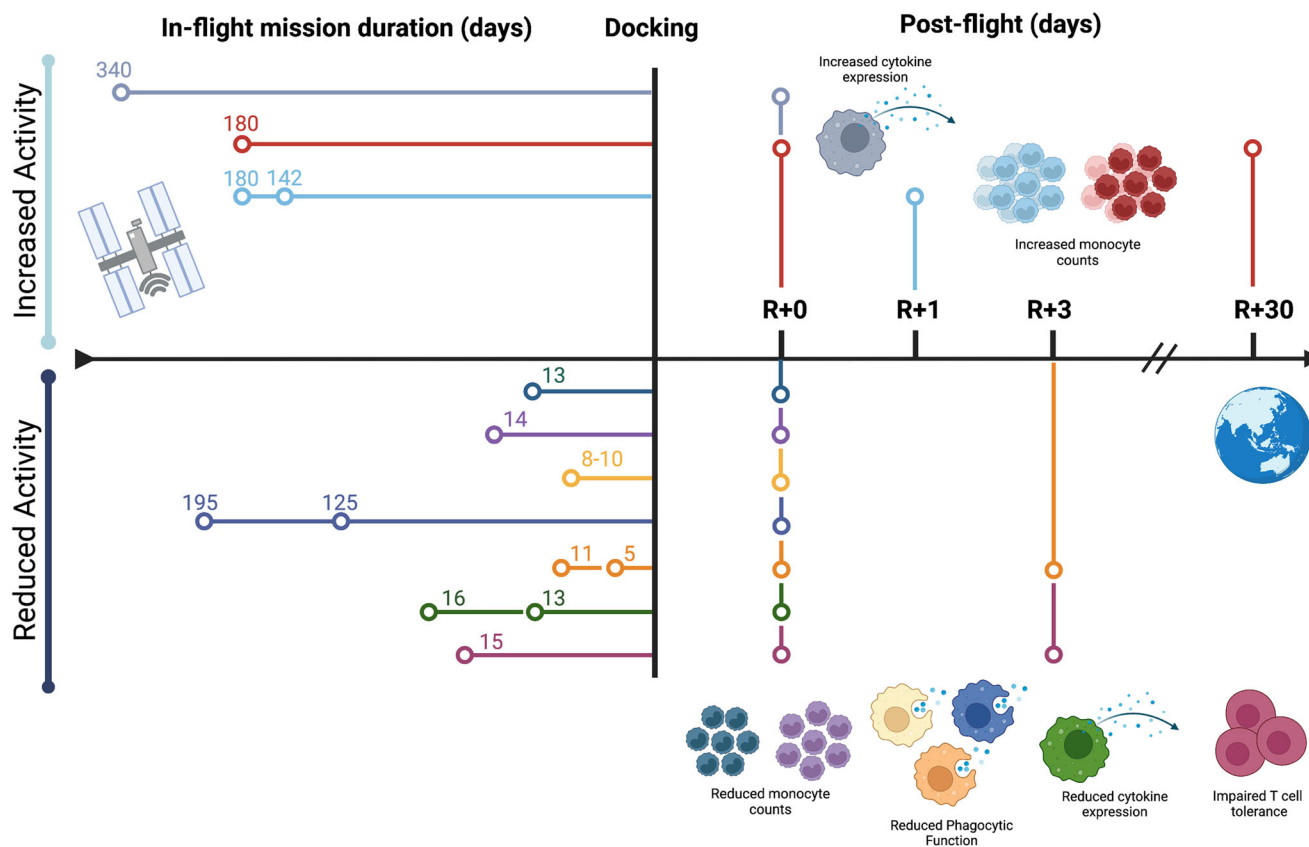 In-flight mission duration (days)
Docking
Post-flight (days)
Increased Activity
340
180
180 142
Increased cytokine
expression
Increased monocyte
counts
R+0
R+1
R+3
R+30
Reduced Activity
13
14
8-10
195 125
11 5
16 13
15
Reduced monocyte
counts
Reduced Phagocytic
Function
Reduced cytokine
expression
Impaired T cell
tolerance